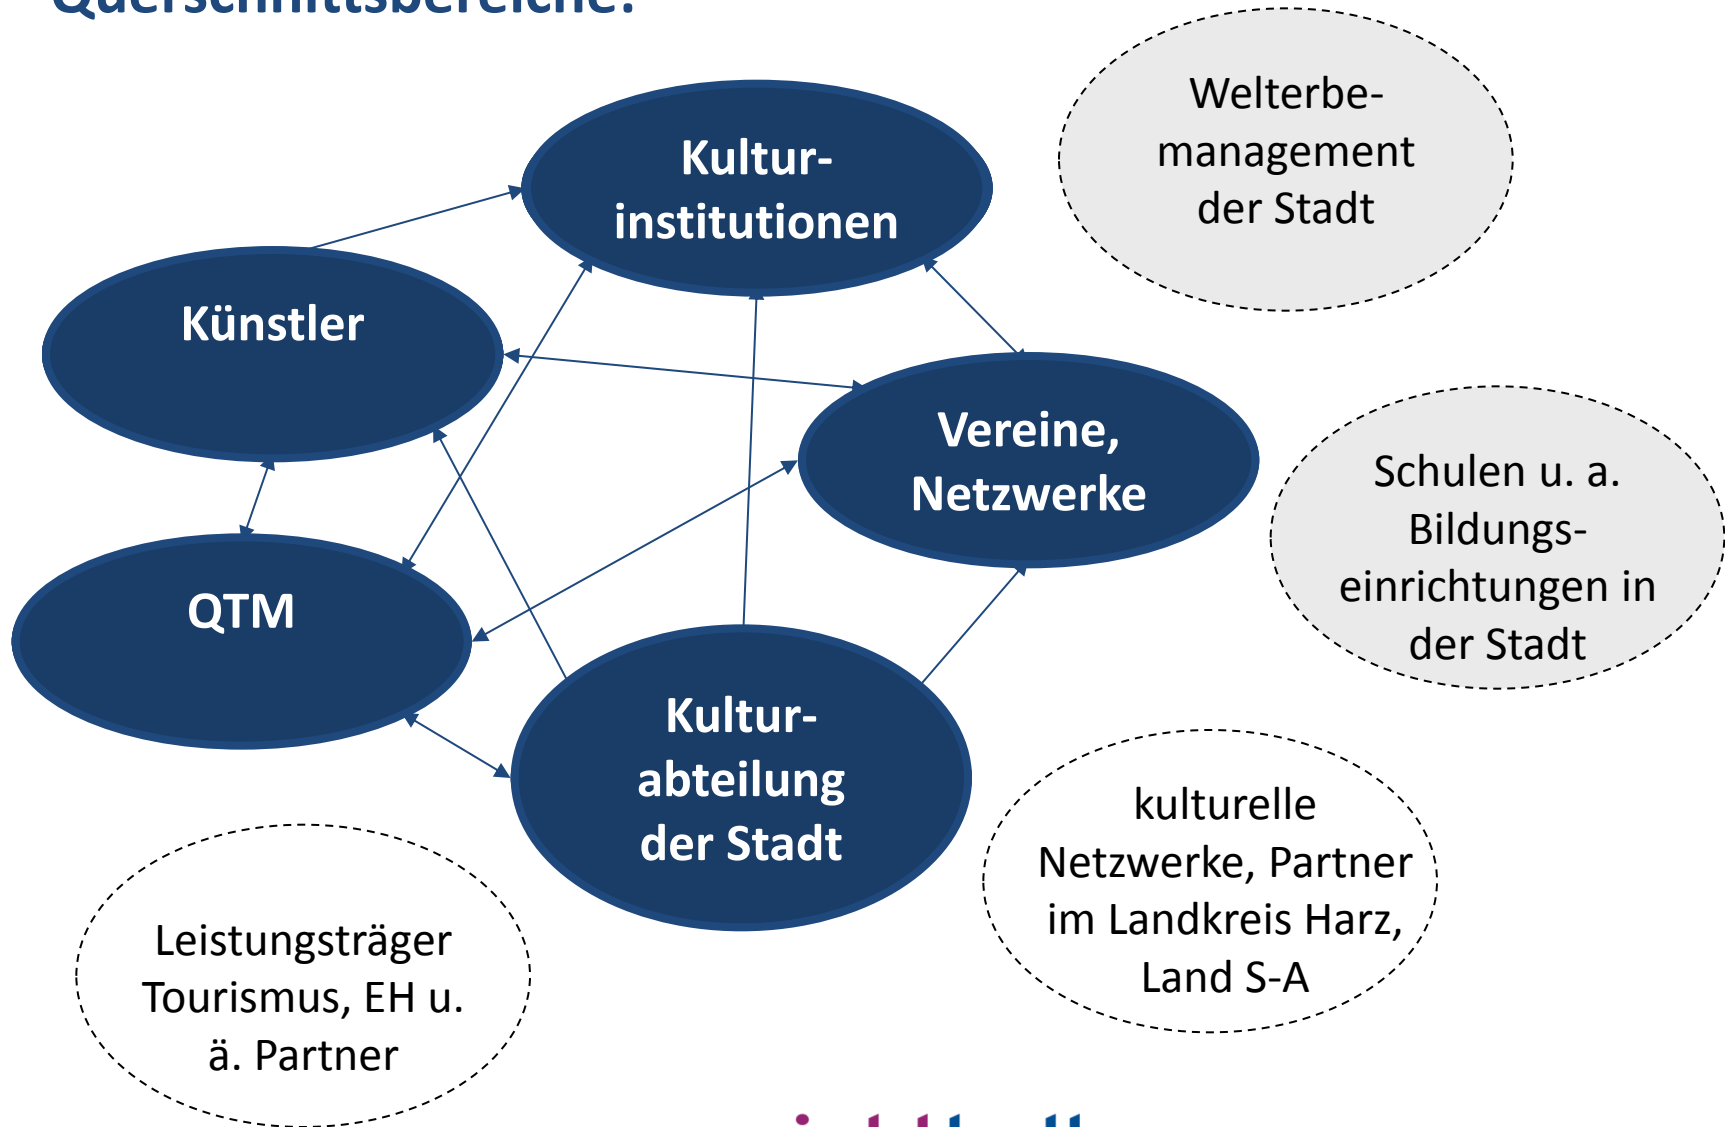 Querschnittsbereiche:
Welterbe-
management
der Stadt
Kultur-
institutionen
Künstler
Vereine,
Netzwerke
Schulen u. a.
Bildungs-
einrichtungen in
der Stadt
QTM
Kultur-
abteilung
der Stadt
kulturelle
Netzwerke, Partner
im Landkreis Harz,
Land S-A
Leistungsträger
Tourismus, EH u.
ä. Partner